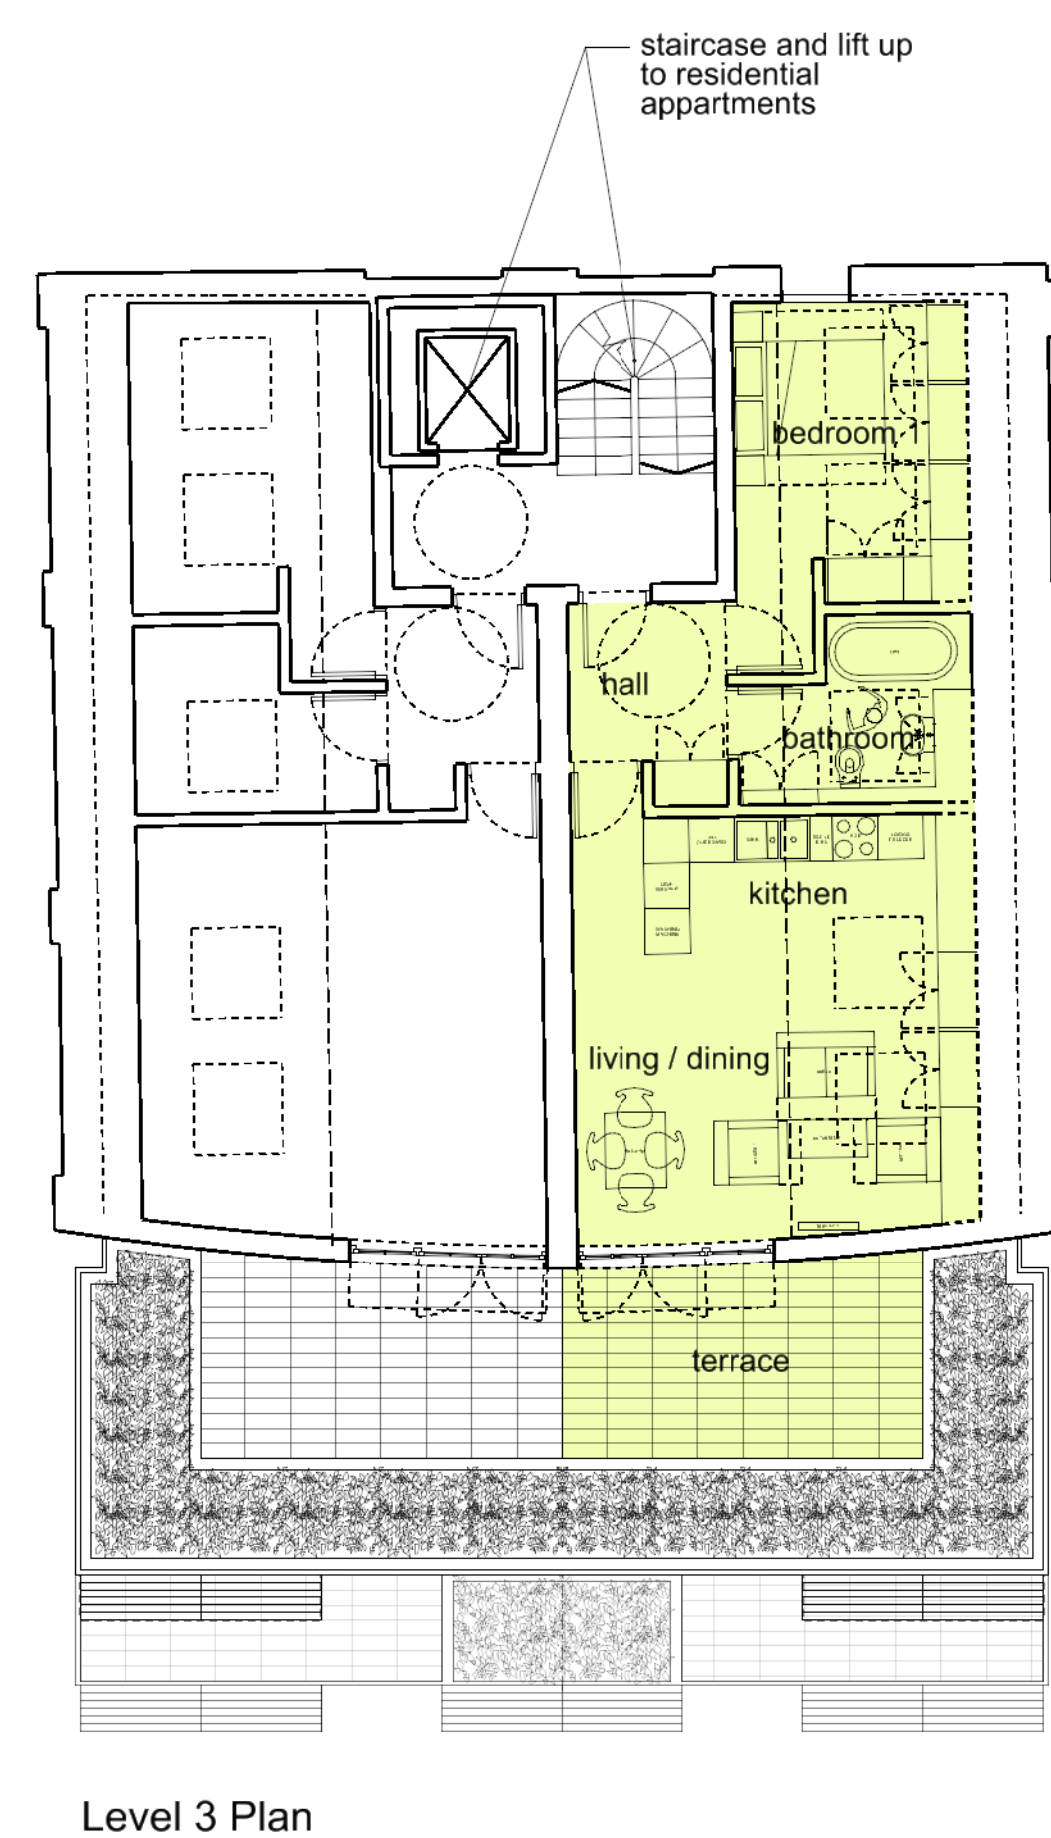 staircase and lift up
to residential
appartments
bedroom 1
hall
bathroom
kitchen
living / dining
terrace
Level 3 Plan